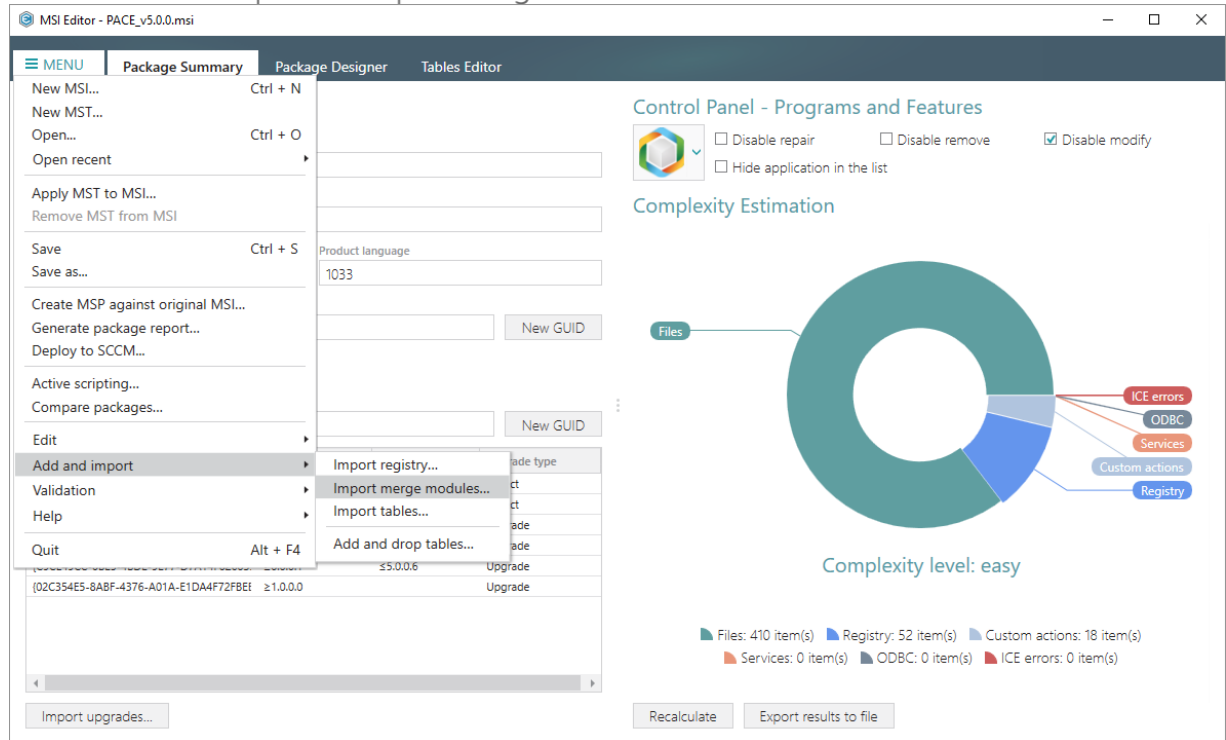 MSI Editor - PACE_v5.0.0.msi
MENU Package Summary Package Designer Tables Editor
New MSI... Ctrl + N
New MST...
Open... Ctrl + O
Open recent
Apply MST to MSI...
Remove MST from MSI
Save Ctrl + S
Save as...
Create MSP against original MSI...
Generate package report...
Deploy to SCCM...
Active scripting...
Compare packages...
Edit
Add and import
Validation
Help
Quit Alt + F4
Import registry...
Import merge modules...
Import tables...
Add and drop tables...
Product language
1033
New GUID
New GUID
ade type
ct
ct
ade
ade
≤5.0.0.6 Upgrade
{02C354E5-8ABF-4376-A01A-E1DA4F72FBEE ≥1.0.0.0 Upgrade
Import upgrades...
Control Panel - Programs and Features
Disable repair Disable remove Disable modify
Hide application in the list
Complexity Estimation
Files
ICE errors
ODBC
Services
Custom actions
Registry
Complexity level: easy
Files: 410 item(s) Registry: 52 item(s) Custom actions: 18 item(s)
Services: 0 item(s) ODBC: 0 item(s) ICE errors: 0 item(s)
Recalculate Export results to file